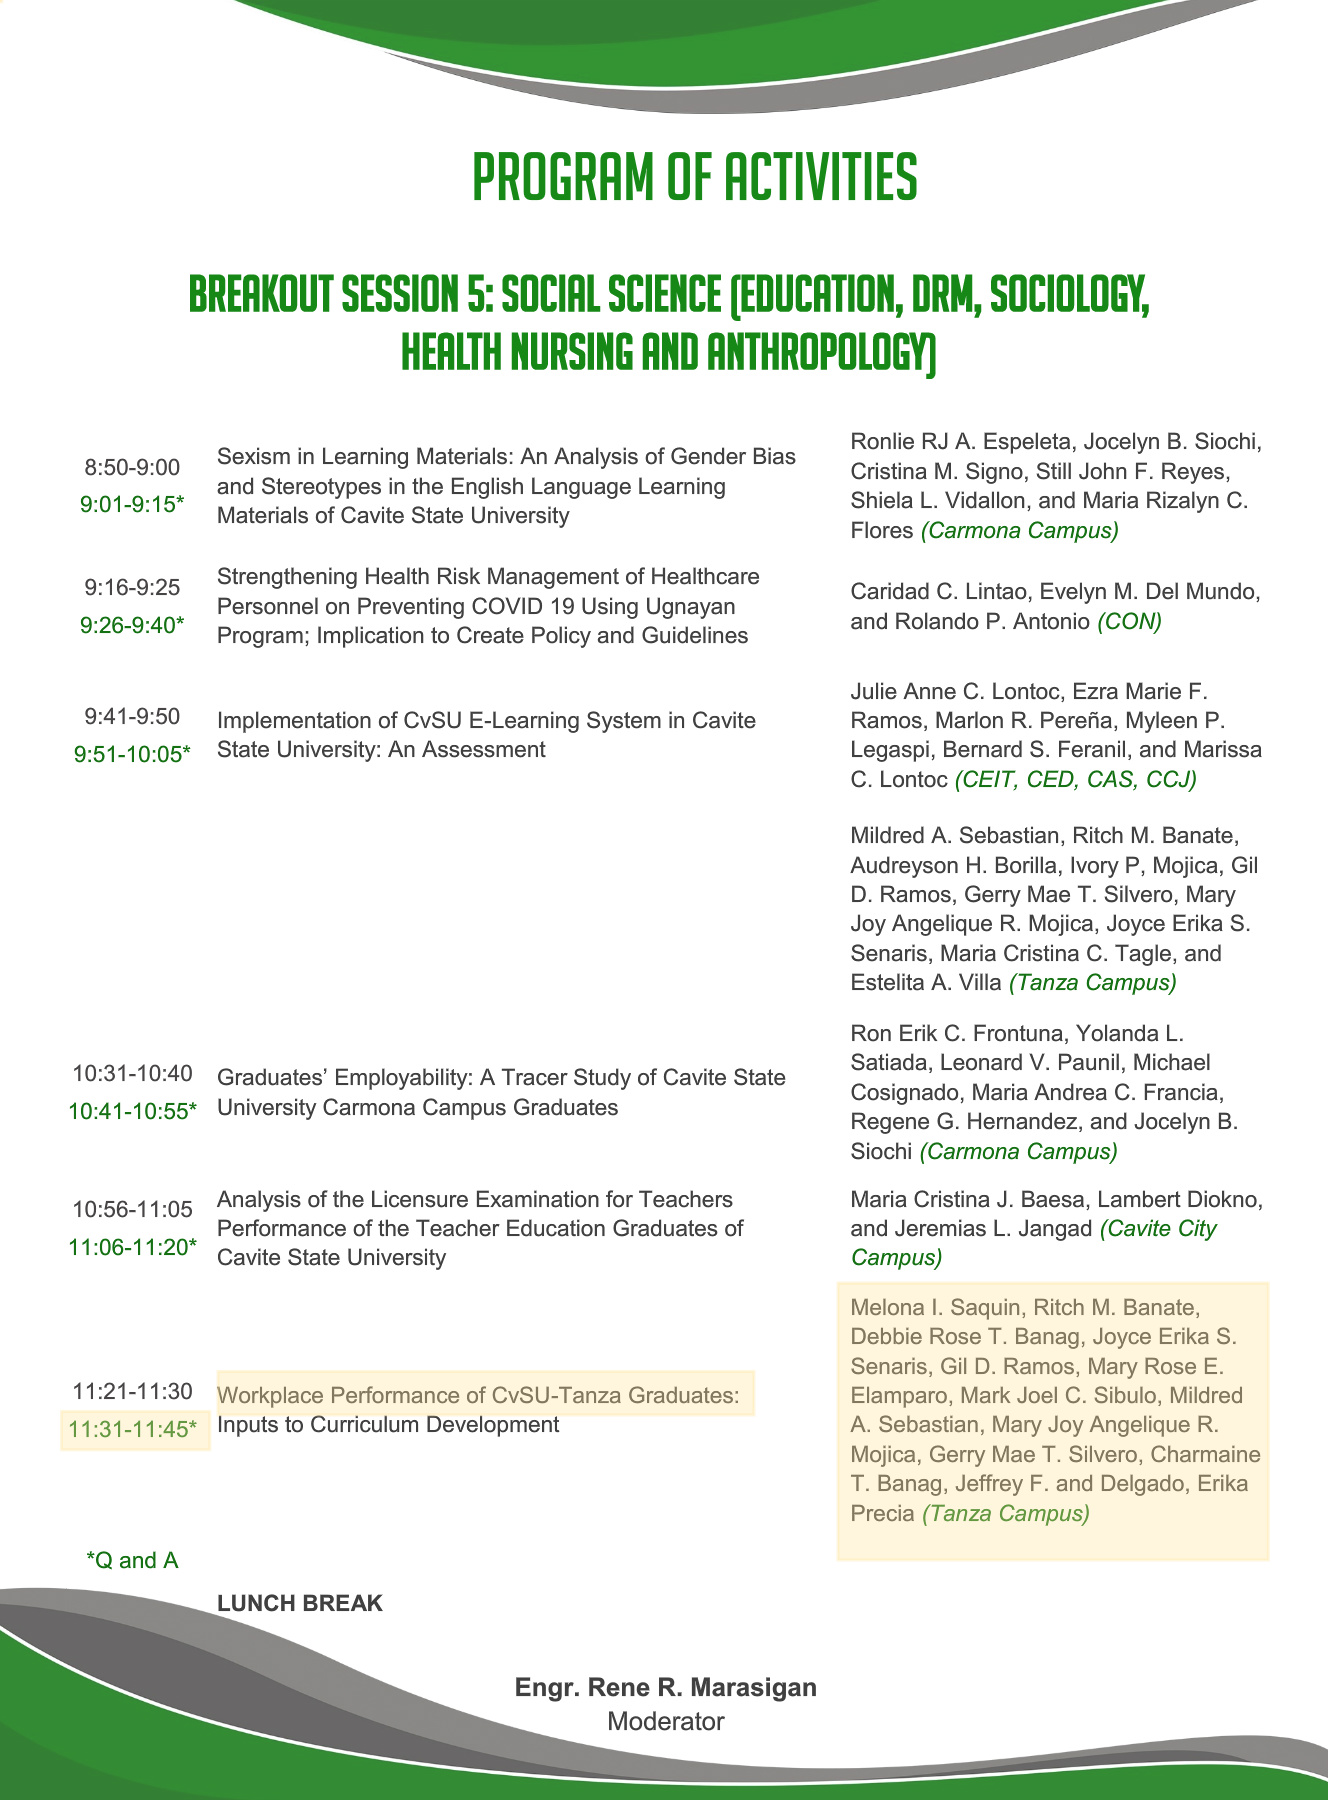 PROGRAM OF ACTIVITIES
BREAKOUT SESSION 5: SOCIAL SCIENCE (EDUCATION, DRM, SOCIOLOGY,
HEALTH NURSING AND ANTHROPOLOGY)
8:50-9:00
9:01-9:15*
Sexism in Learning Materials: An Analysis of Gender Bias
and Stereotypes in the English Language Learning
Materials of Cavite State University
Ronlie RJ A. Espeleta, Jocelyn B. Siochi,
Cristina M. Signo, Still John F. Reyes,
Shiela L. Vidallon, and Maria Rizalyn C.
Flores (Carmona Campus)
9:16-9:25
9:26-9:40*
Strengthening Health Risk Management of Healthcare
Personnel on Preventing COVID 19 Using Ugnayan
Program; Implication to Create Policy and Guidelines
Caridad C. Lintao, Evelyn M. Del Mundo,
and Rolando P. Antonio (CON)
9:41-9:50
9:51-10:05*
Implementation of CvSU E-Learning System in Cavite
State University: An Assessment
Julie Anne C. Lontoc, Ezra Marie F.
Ramos, Marlon R. Pereña, Myleen P.
Legaspi, Bernard S. Feranil, and Marissa
C. Lontoc (CEIT, CED, CAS, CCJ)
Mildred A. Sebastian, Ritch M. Banate,
Audreyson H. Borilla, Ivory P, Mojica, Gil
D. Ramos, Gerry Mae T. Silvero, Mary
Joy Angelique R. Mojica, Joyce Erika S.
Senaris, Maria Cristina C. Tagle, and
Estelita A. Villa (Tanza Campus)
10:31-10:40
10:41-10:55*
Graduates’ Employability: A Tracer Study of Cavite State
University Carmona Campus Graduates
Ron Erik C. Frontuna, Yolanda L.
Satiada, Leonard V. Paunil, Michael
Cosignado, Maria Andrea C. Francia,
Regene G. Hernandez, and Jocelyn B.
Siochi (Carmona Campus)
10:56-11:05
11:06-11:20*
Analysis of the Licensure Examination for Teachers
Performance of the Teacher Education Graduates of
Cavite State University
Maria Cristina J. Baesa, Lambert Diokno,
and Jeremias L. Jangad (Cavite City
Campus)
11:21-11:30
11:31-11:45*
Workplace Performance of CvSU-Tanza Graduates:
Inputs to Curriculum Development
Melona I. Saquin, Ritch M. Banate,
Debbie Rose T. Banag, Joyce Erika S.
Senaris, Gil D. Ramos, Mary Rose E.
Elamparo, Mark Joel C. Sibulo, Mildred
A. Sebastian, Mary Joy Angelique R.
Mojica, Gerry Mae T. Silvero, Charmaine
T. Banag, Jeffrey F. and Delgado, Erika
Precia (Tanza Campus)
*Q and A
LUNCH BREAK
Engr. Rene R. Marasigan
Moderator